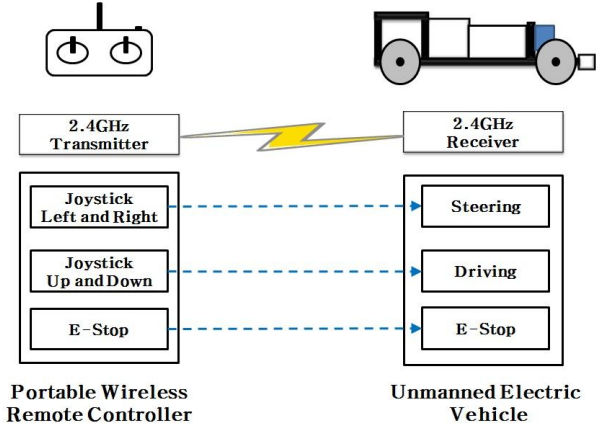 2.4GHz
Transmitter
2.4GHz
Receiver
Joystick
Left and Right
Steering
Joystick
Up and Down
Driving
E-Stop
E-Stop
Portable Wireless
Remote Controller
Unmanned Electric
Vehicle